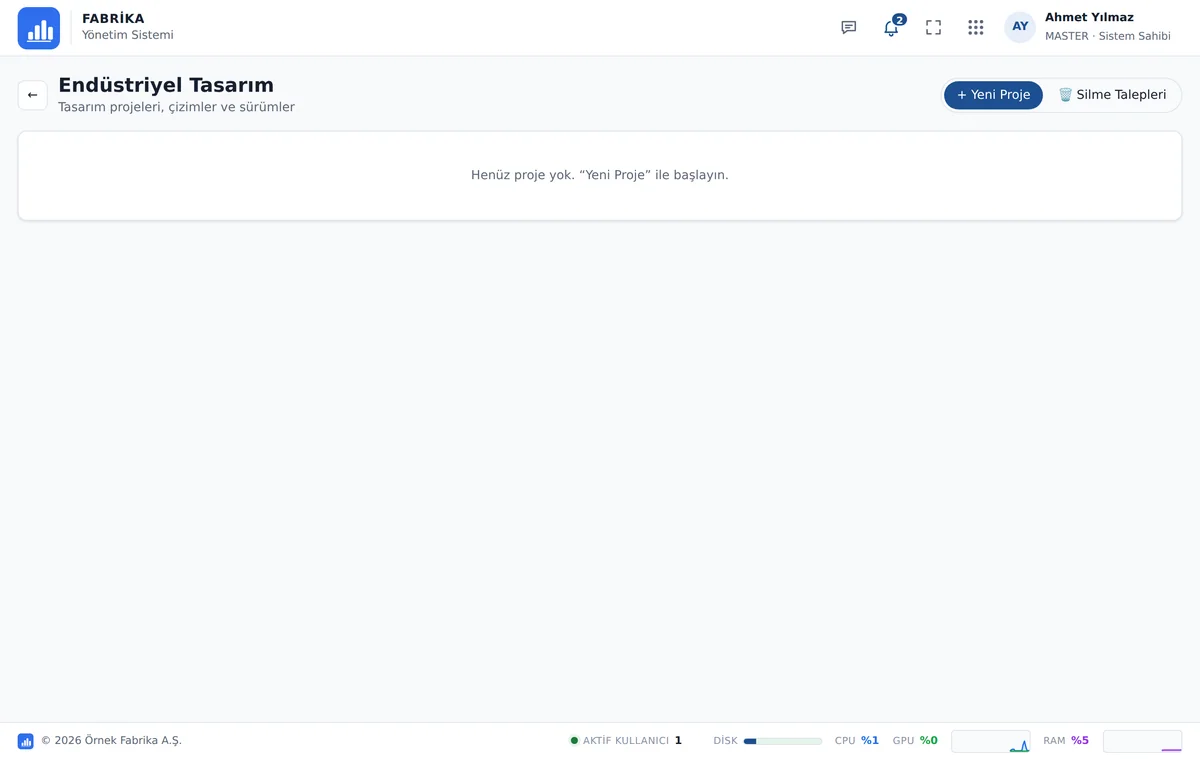 FABRİKA
Yönetim Sistemi
2
AY
Ahmet Yılmaz
MASTER · Sistem Sahibi
←
Endüstriyel Tasarım
Tasarım projeleri, çizimler ve sürümler
+ Yeni Proje
Silme Talepleri
Henüz proje yok. “Yeni Proje” ile başlayın.
© 2026 Örnek Fabrika A.Ş.
AKTİF KULLANICI 1
DİSK
CPU %1
GPU %0
RAM %5